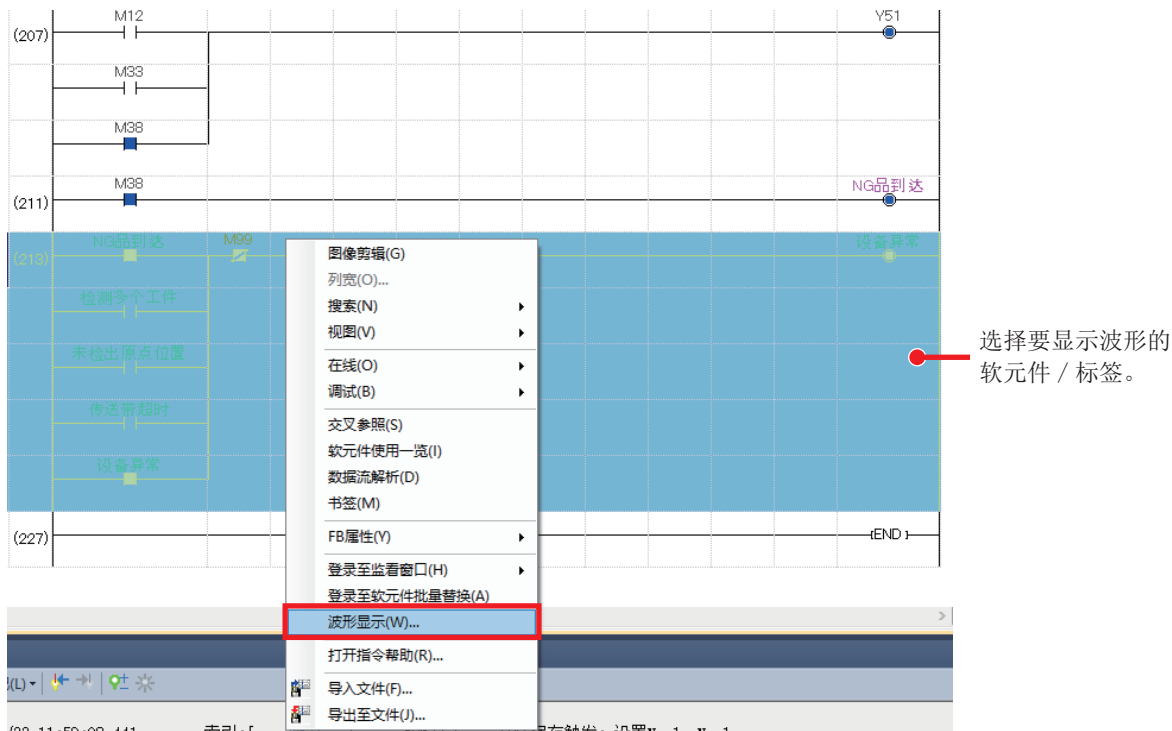 M12
Y51
(207)
M33
M38
M38
NG品到达
(211)
NG品到达
M99
设备异常
(213)
检测多个工件
未检出原点位置
传送带超时
设备异常
(227)
END
图像剪辑(G)
列宽(O)...
搜索(N)
视图(V)
在线(O)
调试(B)
交叉参照(S)
软元件使用一览(I)
数据流解析(D)
书签(M)
FB属性(Y)
登录至监看窗口(H)
登录至软元件批量替换(A)
波形显示(W)...
打开指令帮助(R)...
导入文件(F)...
导出至文件(J)...
选择要显示波形的
软元件 / 标签。
(L)